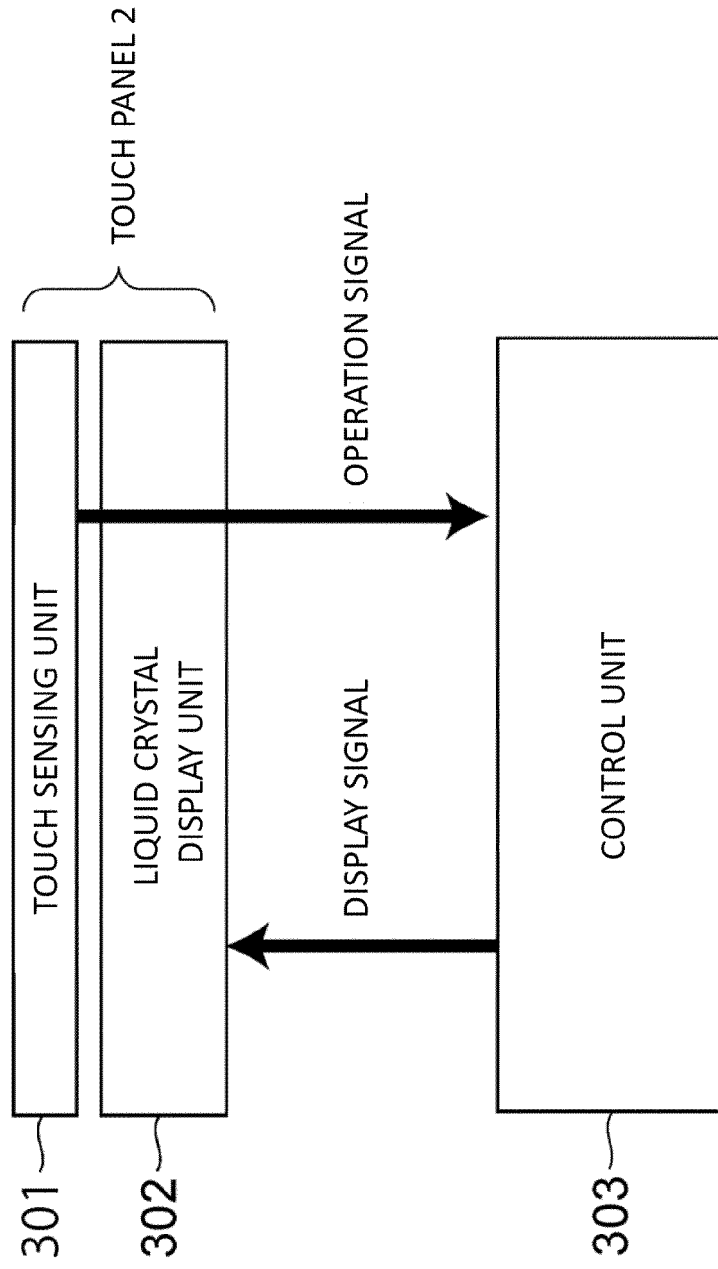 TOUCH PANEL 2
301
TOUCH SENSING UNIT
302
LIQUID CRYSTAL
DISPLAY UNIT
DISPLAY SIGNAL
OPERATION SIGNAL
303
CONTROL UNIT